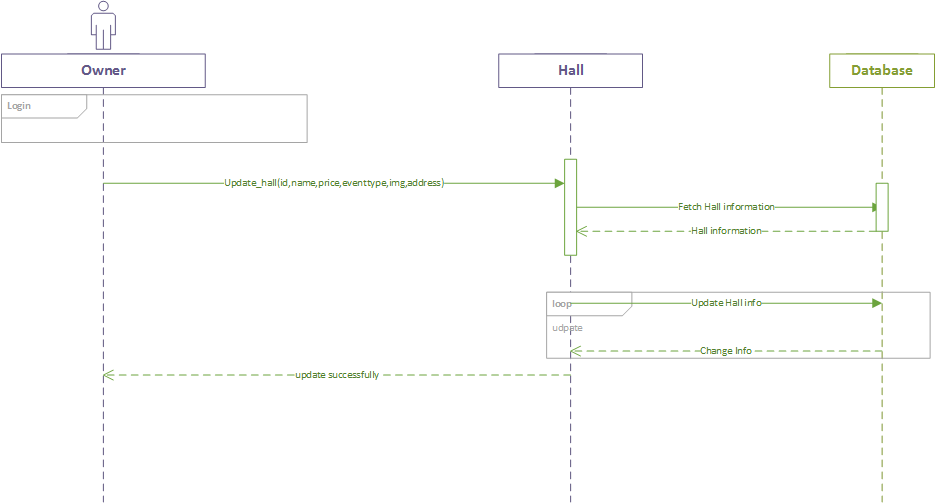 Owner
Hall
Database
Login
Update_hall(id,name,price,eventtype,img,address)
Fetch Hall information
Hall information
loop
Update Hall info
udpate
Change Info
update successfully